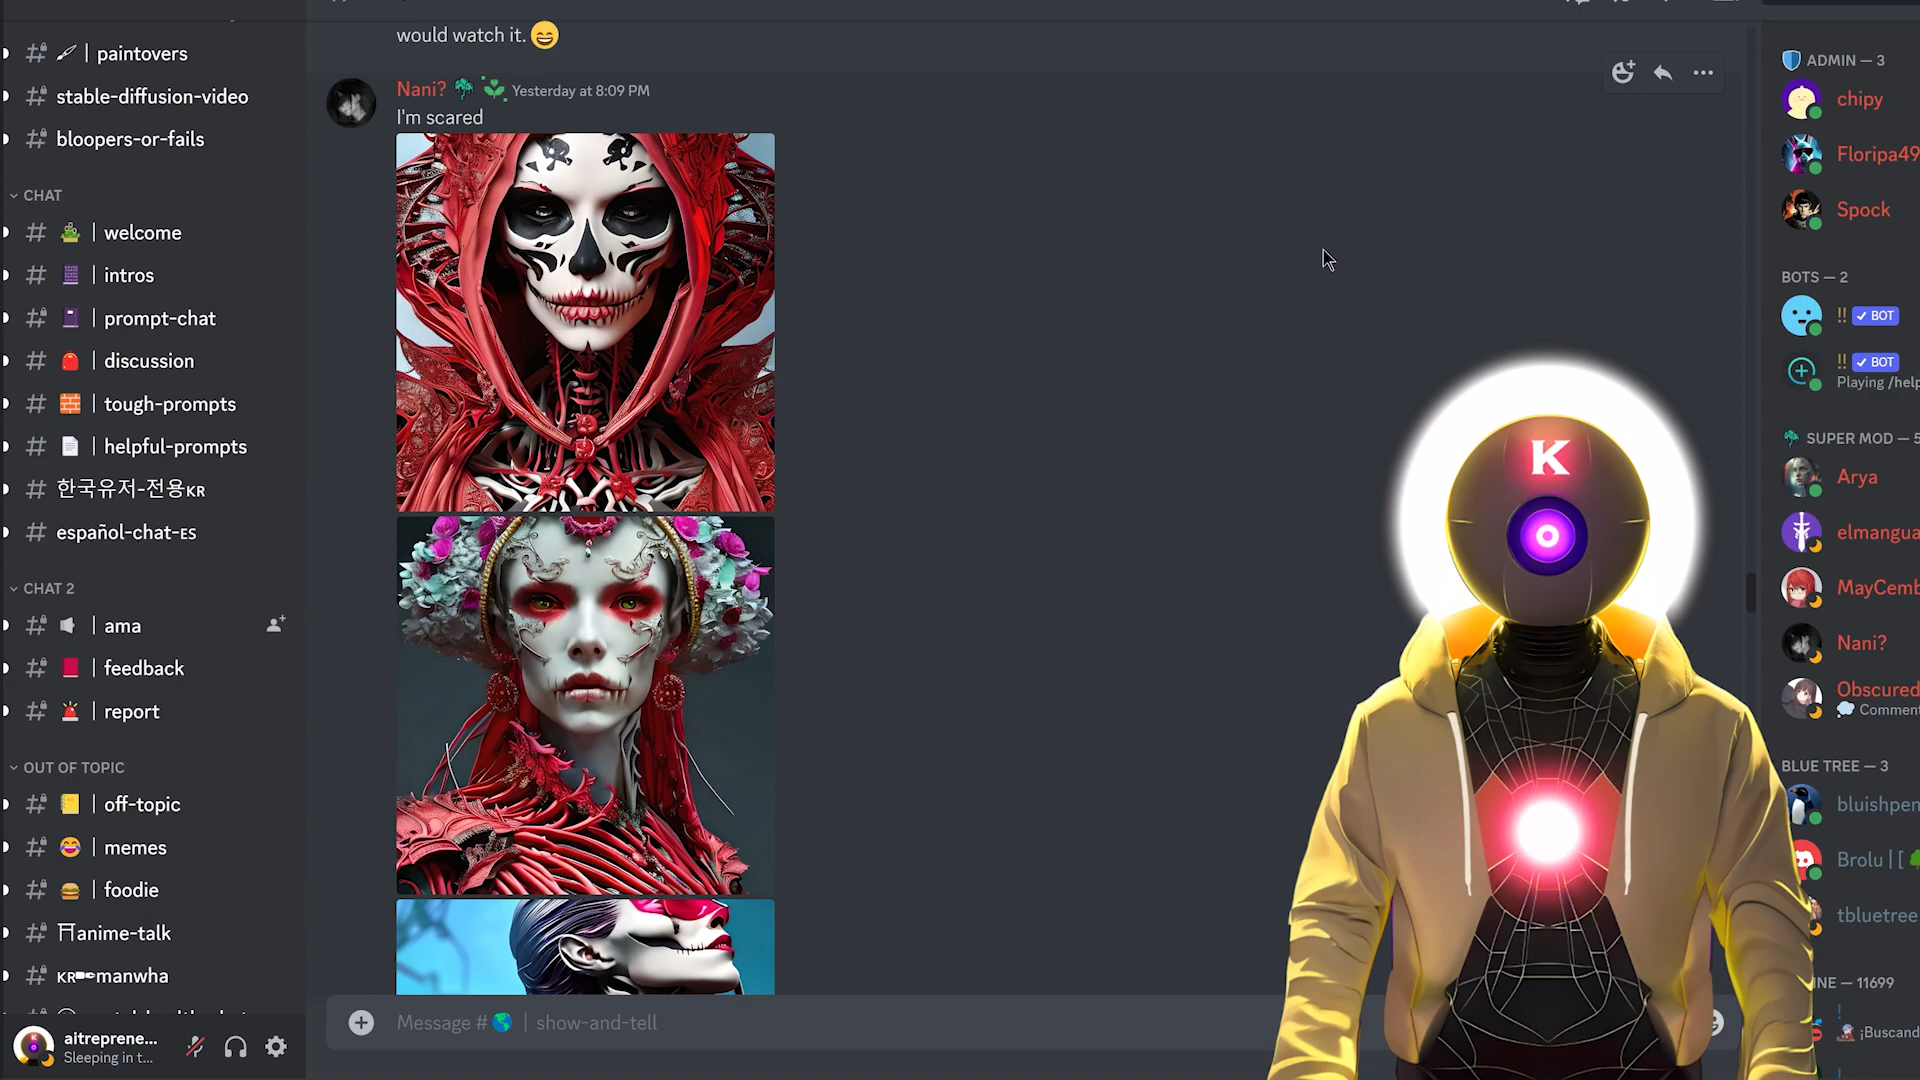 paintovers
stable-diffusion-video
bloopers-or-fails
CHAT
welcome
intros
prompt-chat
discussion
tough-prompts
helpful-prompts
한국유저-전용KR
español-chat-ES
CHAT 2
ama
feedback
report
OUT OF TOPIC
off-topic
memes
foodie
anime-talk
KR manwha
aitreprene...
Sleeping in t...
would watch it.
Nani? Yesterday at 8:09 PM
I'm scared
Message # | show-and-tell
K
ADMIN — 3
chipy
Floripa49
Spock
BOTS — 2
!! BOT
!! BOT
Playing /help
SUPER MOD — 5
Arya
elmangua
MayCemb
Nani?
Obscured
Comment
BLUE TREE — 3
bluishpen
Brolu | [
tbluetree
INE — 11699
¡Buscand